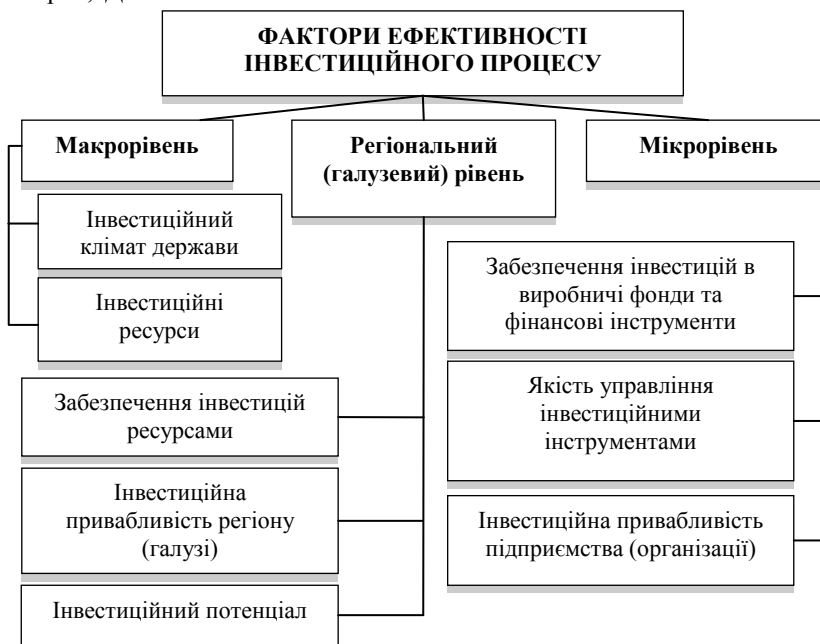 ФАКТОРИ ЕФЕКТИВНОСТІ
ІНВЕСТИЦІЙНОГО ПРОЦЕСУ
Макрорівень
Регіональний
(галузевий) рівень
Мікрорівень
Інвестиційний
клімат держави
Інвестиційні
ресурси
Забезпечення інвестицій
ресурсами
Інвестиційна
привабливість регіону
(галузі)
Інвестиційний потенціал
Забезпечення інвестицій в
виробничі фонди та
фінансові інструменти
Якість управління
інвестиційними
інструментами
Інвестиційна привабливість
підприємства (організації)